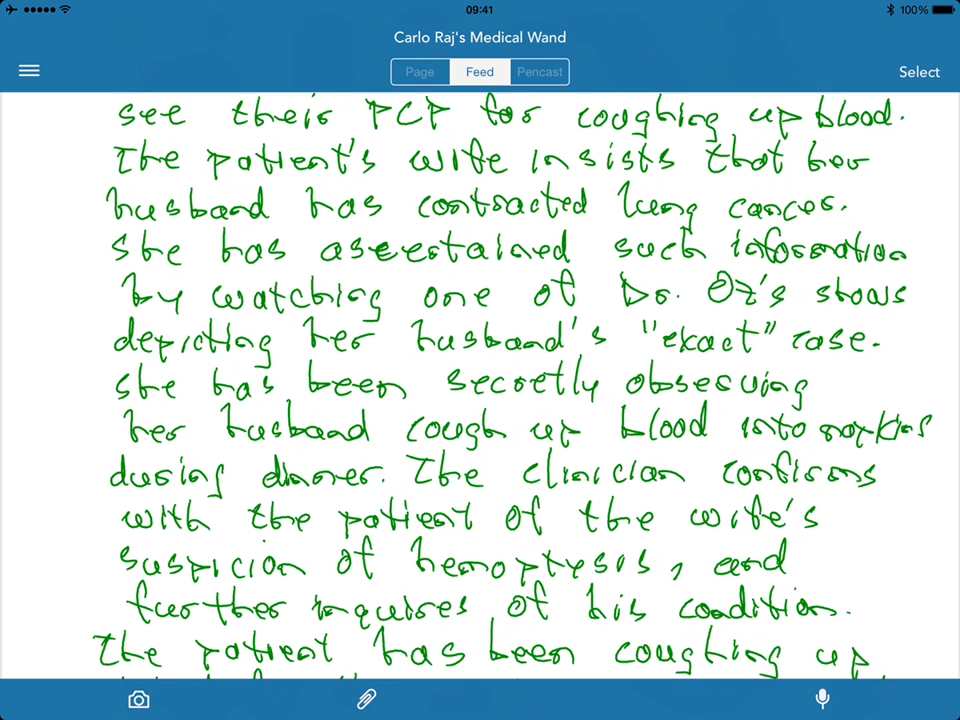 09:41
100%
Carlo Raj's Medical Wand
Page Feed Pencast
Select
see their PCP for coughing up blood.
The patient's wife insists that her
husband has contracted lung cancer.
She has asecertained such information
by watching one of Dr. Oz's shows
depicting her husband's "exact" case.
She has been secretly observing
her husband cough up blood into napkins
during dinner. The clinician confirms
with the patient of the wife's
suspicion of hemoptysis, and
further inquires of his condition.
The patient has been coughing up